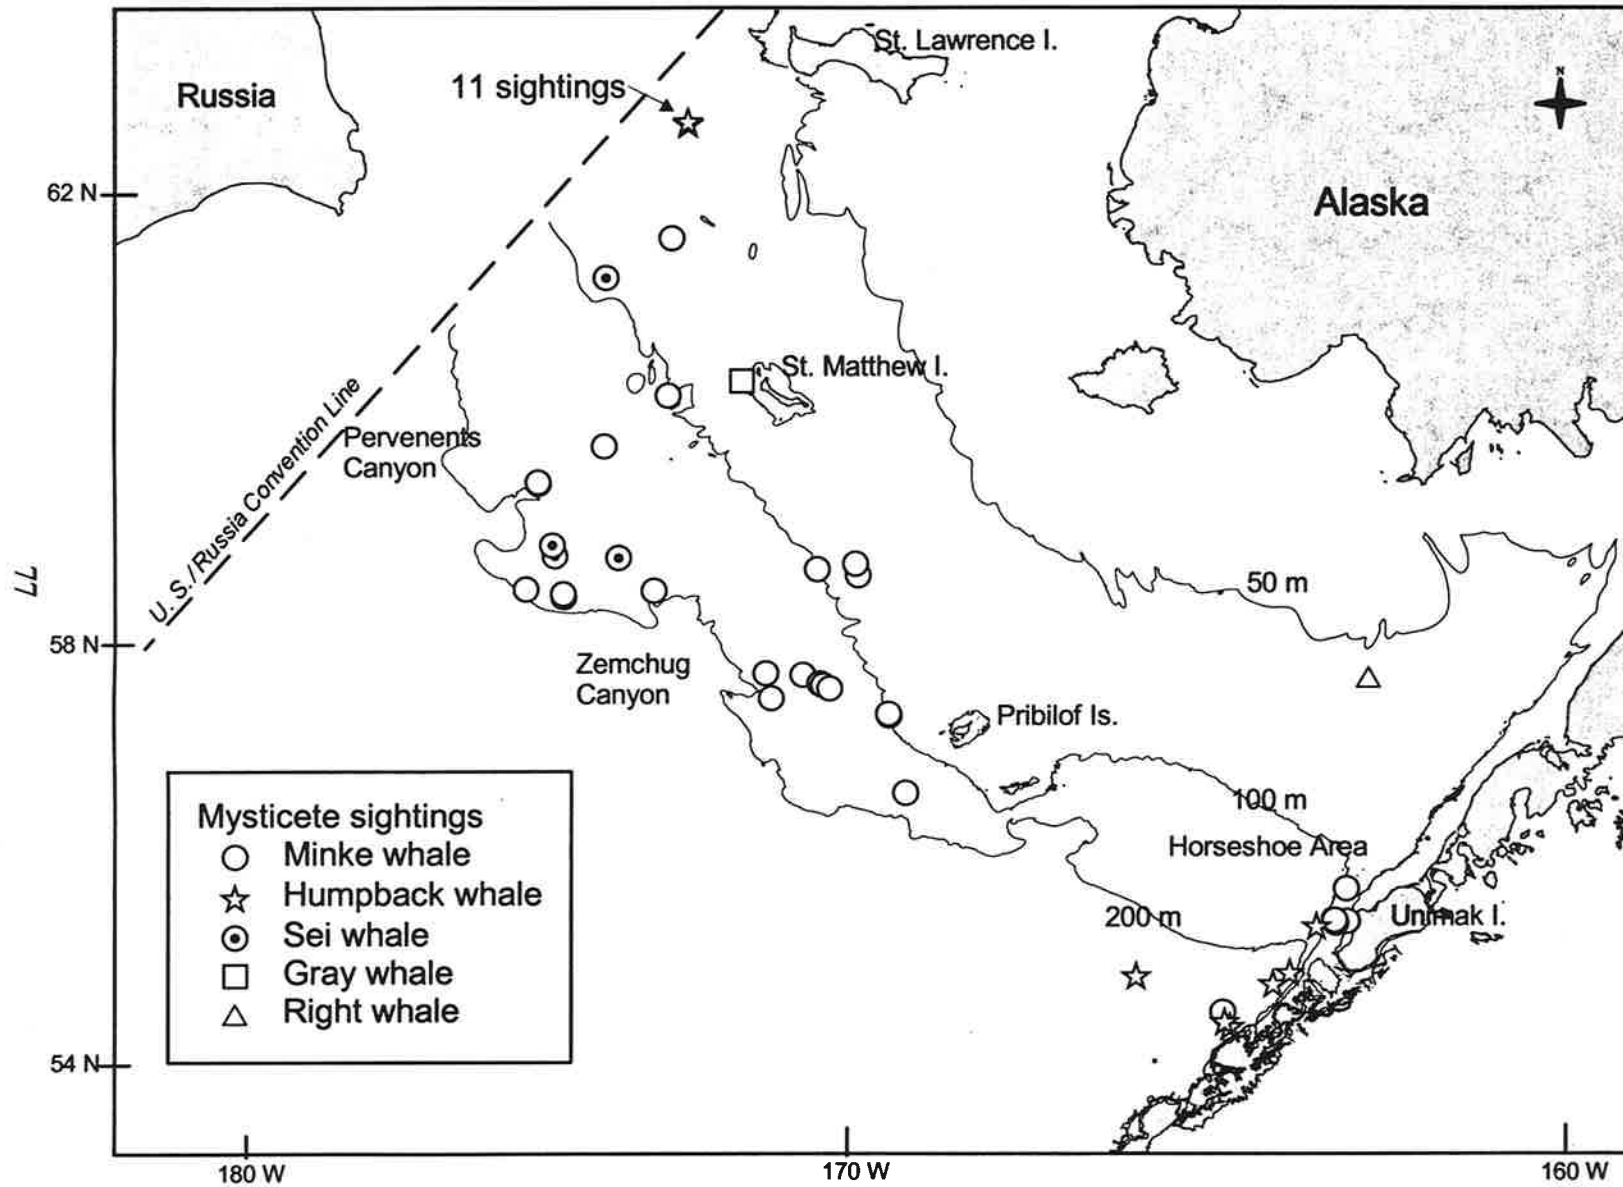 St. Lawrence I.
11 sightings
Russia
N
62 N
Alaska
St. Matthew I.
U. S./ Russia Convention Line
Pervenents
Canyon
50 m
58 N
Zemchug
Canyon
Pribilof Is.
100 m
Horseshoe Area
200 m
Unimak I.
Mysticete sightings
Minke whale
Humpback whale
Sei whale
Gray whale
Right whale
54 N
180 W
170 W
160 W